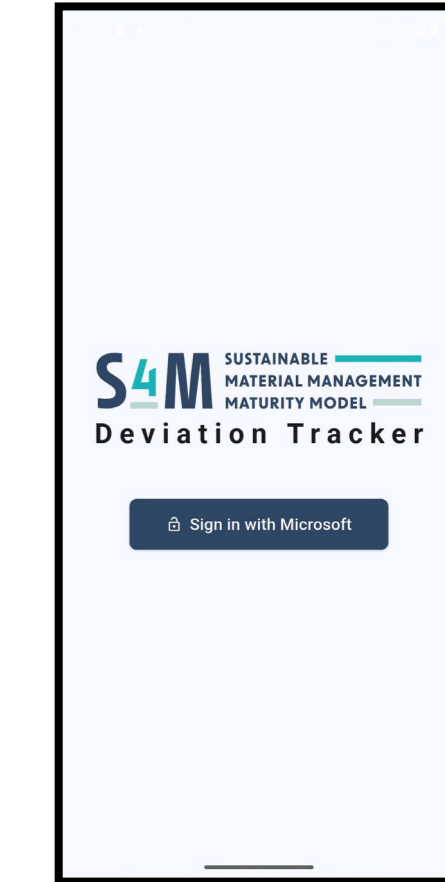 S4M
SUSTAINABLE
MATERIAL MANAGEMENT
MATURITY MODEL
Deviation Tracker
Sign in with Microsoft